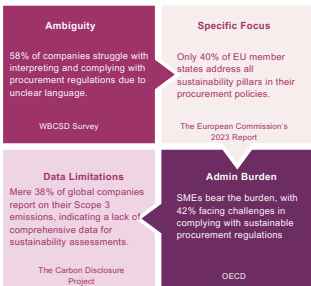 Ambiguity
58% of companies struggle with
interpreting and complying with
procurement regulations due to
unclear language.
WBCSD Survey
Specific Focus
Only 40% of EU member
states address all
sustainability pillars in their
procurement policies.
The European Commission's
2023 Report
Data Limitations
Mere 38% of global companies
report on their Scope 3
emissions, indicating a lack of
comprehensive data for
sustainability assessments.
The Carbon Disclosure
Project
Admin Burden
SMEs bear the burden, with
42% facing challenges in
complying with sustainable
procurement regulations
OECD